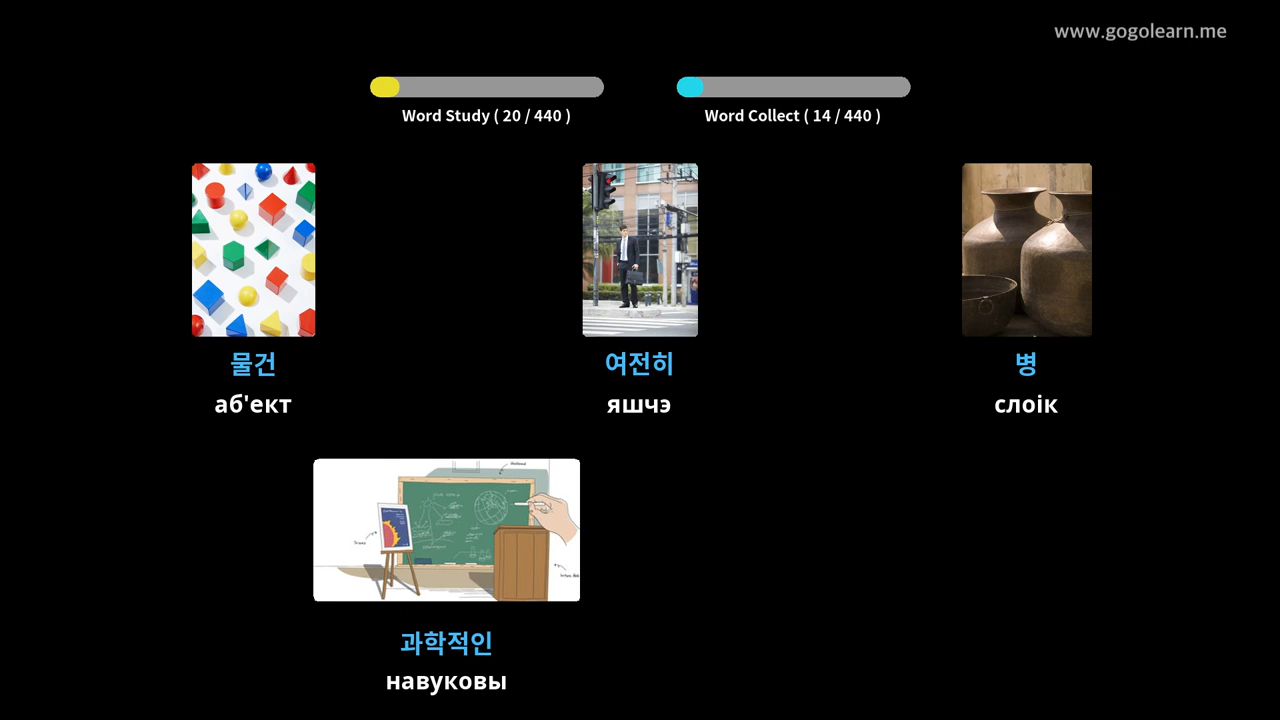 www.gogolearn.me
Word Study ( 20 / 440 )
Word Collect ( 14 / 440 )
물건
аб'ект
여전히
яшчэ
병
слоік
과학적인
навуковы